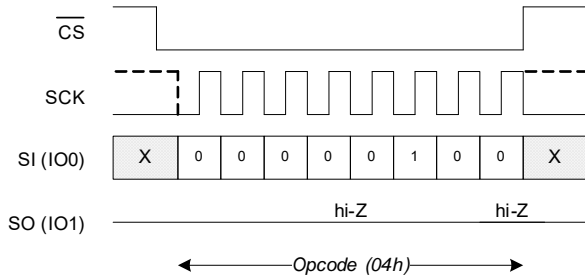 CS
SCK
SI (IO0) X 0 0 0 0 0 1 0 0 X
hi-Z hi-Z
SO (IO1)
Opcode (04h)